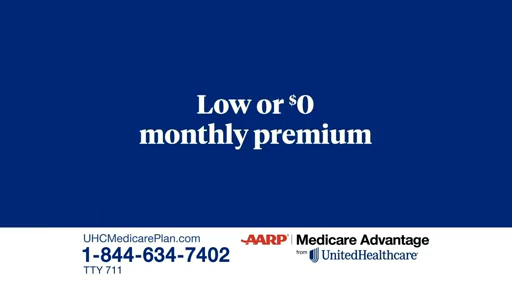 Low or $0
monthly premium
UHCMedicarePlan.com
1-844-634-7402
TTY 711
AARP | Medicare Advantage
from UnitedHealthcare